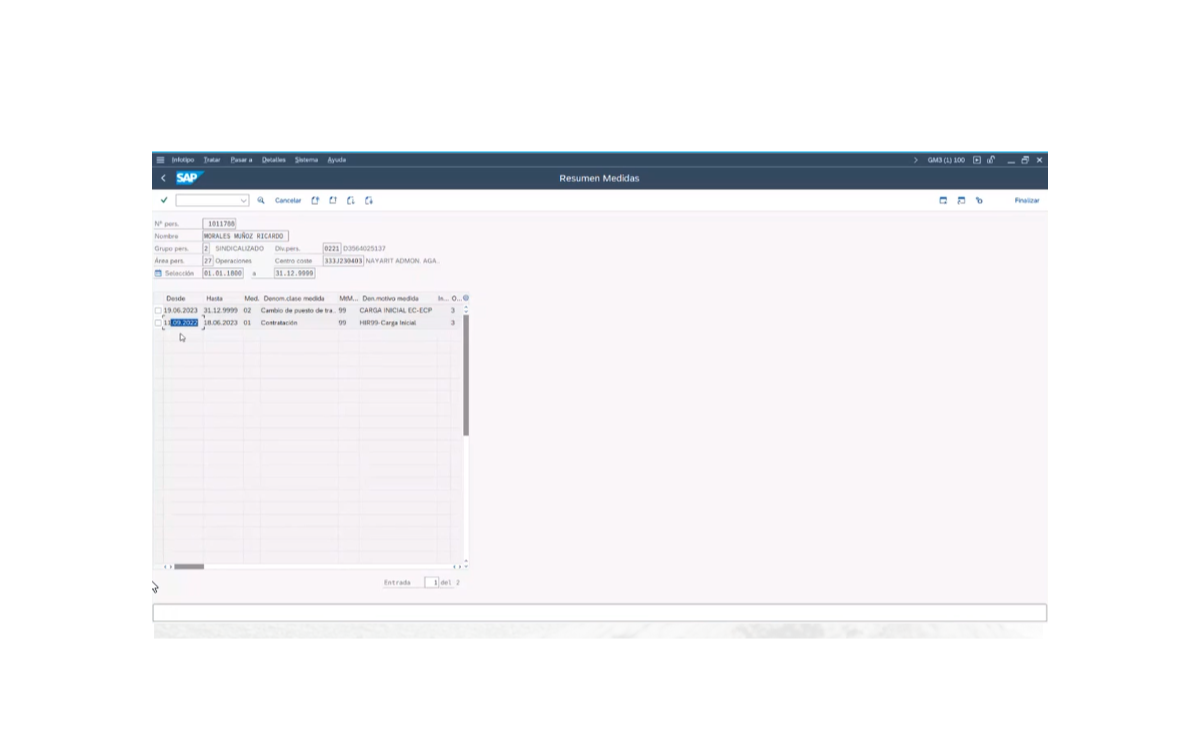 Infotipo Tratar Pasar a Detalles Sistema Ayuda GM3 (1) 100
SAP Resumen Medidas
Cancelar Finalizar
Nº pers. 1011788
Nombre MORALES MUÑOZ RICARDO
Grupo pers. 2 SINDICALIZADO Div.pers. 0221 D3564025137
Área pers. 27 Operaciones Centro coste 333J230403 NAYARIT ADMON. AGA..
Selección 01.01.1800 a 31.12.9999
Desde Hasta Med. Denom.clase medida MtM... Den.motivo medida In... O...
19.06.2023 31.12.9999 02 Cambio de puesto de tra.. 99 CARGA INICIAL EC-ECP 3
.09.2022 18.06.2023 01 Contratación 99 HIR99-Carga Inicial 3
Entrada 1 del 2